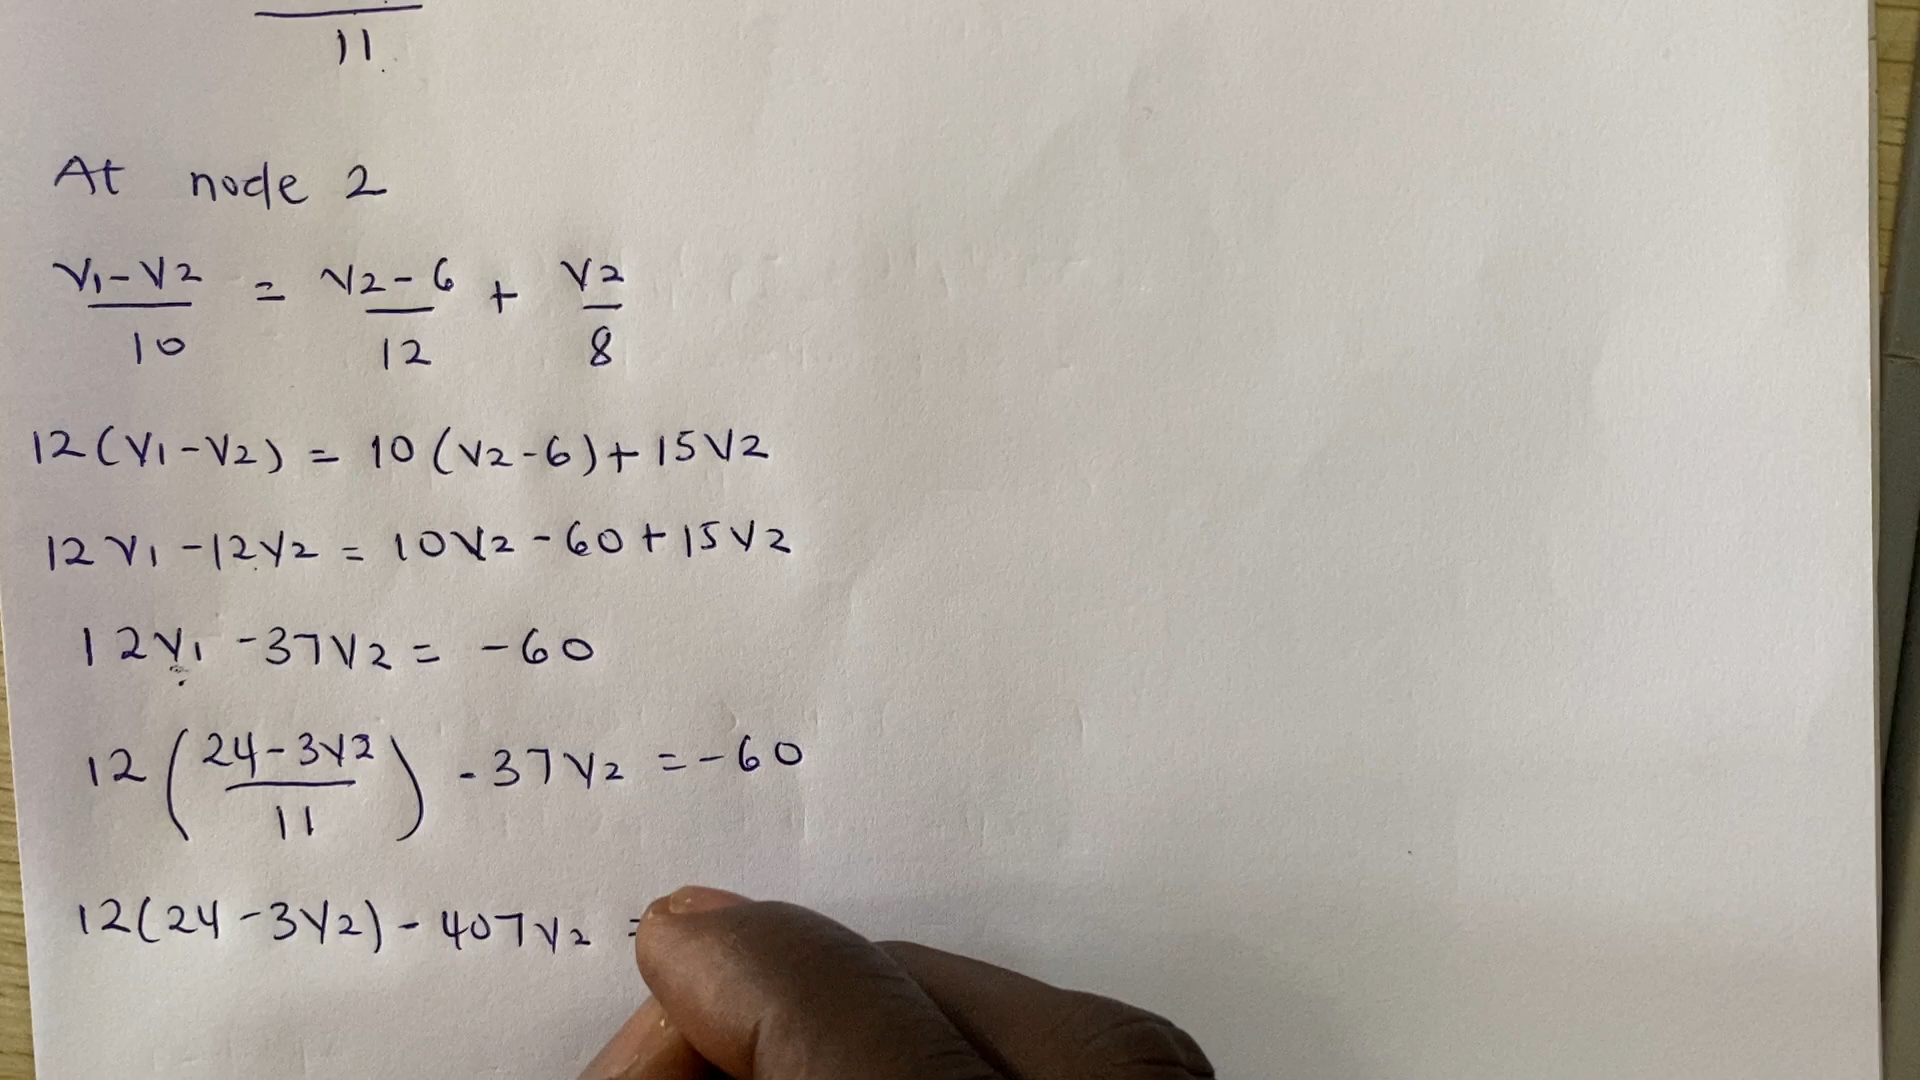 11
At node 2
V1-V2/10 = V2-6/12 + V2/8
12(V1-V2) = 10(V2-6)+15V2
12V1-12V2 = 10V2-60+15V2
12V1-37V2 = -60
12(24-3V2/11)-37V2 = -60
12(24-3V2)-407V2 =